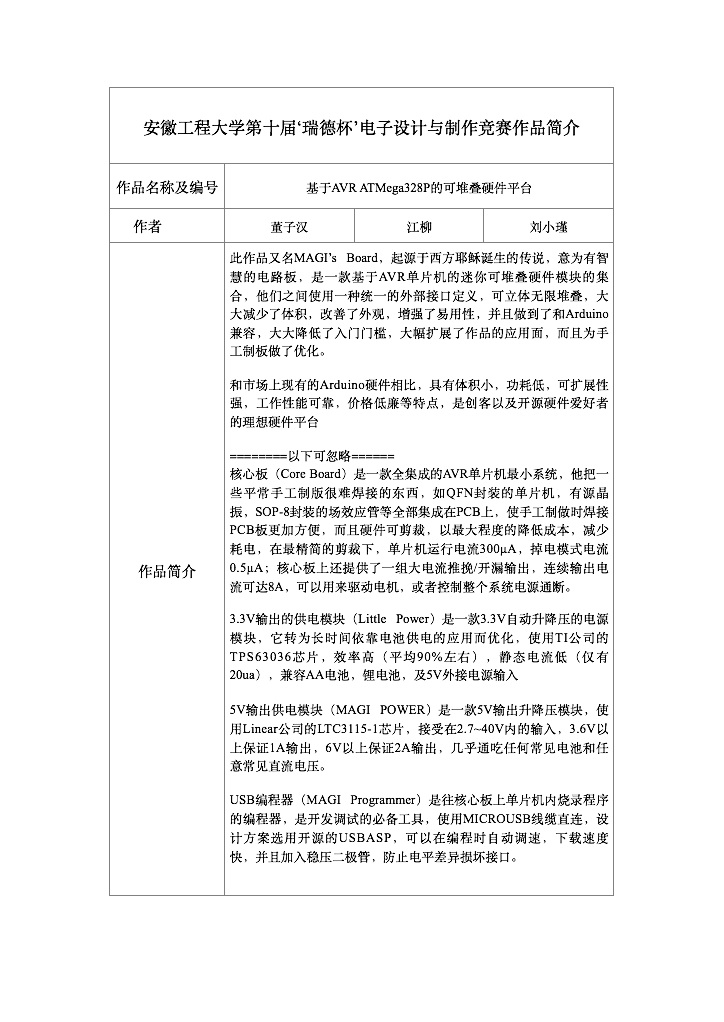 安徽工程大学第十届‘瑞德杯’电子设计与制作竞赛作品简介
作品名称及编号
基于AVR ATMega328P的可堆叠硬件平台
作者
董子汉
江柳
刘小瑾
作品简介
此作品又名MAGI’s Board，起源于西方耶稣诞生的传说，意为有智
慧的电路板，是一款基于AVR单片机的迷你可堆叠硬件模块的集
合，他们之间使用一种统一的外部接口定义，可立体无限堆叠，大
大减少了体积，改善了外观，增强了易用性，并且做到了和Arduino
兼容，大大降低了入门门槛，大幅扩展了作品的应用面，而且为手
工制板做了优化。
和市场上现有的Arduino硬件相比，具有体积小，功耗低，可扩展性
强，工作性能可靠，价格低廉等特点，是创客以及开源硬件爱好者
的理想硬件平台
========以下可忽略======
核心板（Core Board）是一款全集成的AVR单片机最小系统，他把一
些平常手工制版很难焊接的东西，如QFN封装的单片机，有源晶
振，SOP-8封装的场效应管等全部集成在PCB上，使手工制做时焊接
PCB板更加方便，而且硬件可剪裁，以最大程度的降低成本，减少
耗电，在最精简的剪裁下，单片机运行电流300μA，掉电模式电流
0.5μA；核心板上还提供了一组大电流推挽/开漏输出，连续输出电
流可达8A，可以用来驱动电机，或者控制整个系统电源通断。
3.3V输出的供电模块（Little Power）是一款3.3V自动升降压的电源
模块，它转为长时间依靠电池供电的应用而优化，使用TI公司的
TPS63036芯片，效率高（平均90%左右），静态电流低（仅有
20ua），兼容AA电池，锂电池，及5V外接电源输入
5V输出供电模块（MAGI POWER）是一款5V输出升降压模块，使
用Linear公司的LTC3115-1芯片，接受在2.7~40V内的输入，3.6V以
上保证1A输出，6V以上保证2A输出，几乎通吃任何常见电池和任
意常见直流电压。
USB编程器（MAGI Programmer）是往核心板上单片机内烧录程序
的编程器，是开发调试的必备工具，使用MICROUSB线缆直连，设
计方案选用开源的USBASP，可以在编程时自动调速，下载速度
快，并且加入稳压二极管，防止电平差异损坏接口。